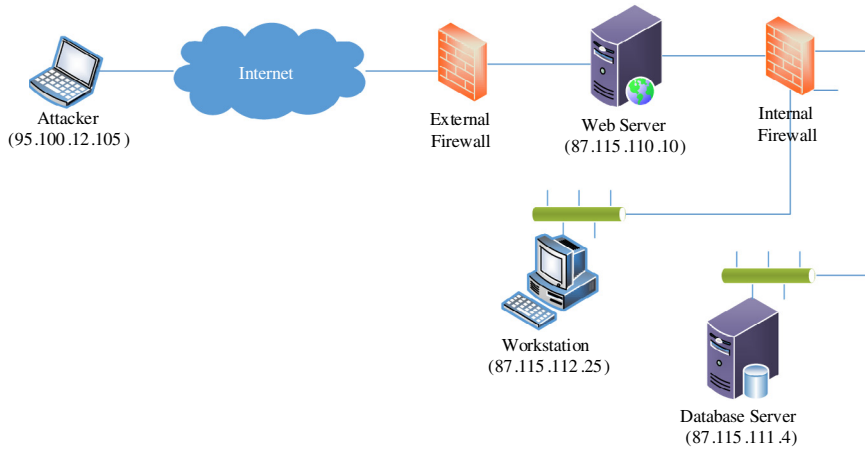 Internet
Attacker
(95.100.12.105)
External
Firewall
Web Server
(87.115.110.10)
Internal
Firewall
Workstation
(87.115.112.25)
Database Server
(87.115.111.4)